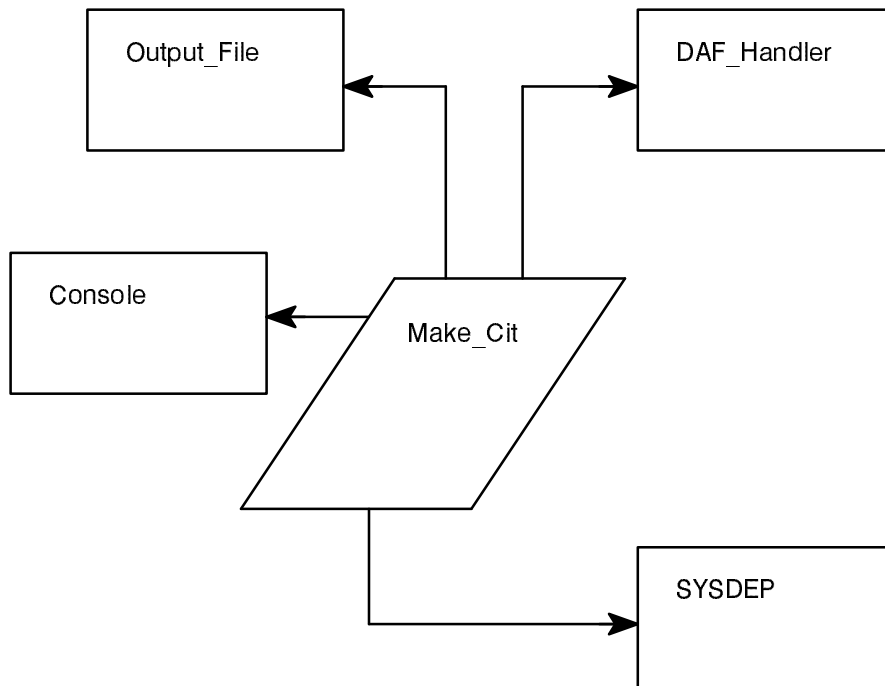 Output_File
DAF_Handler
Console
Make_Cit
SYSDEP